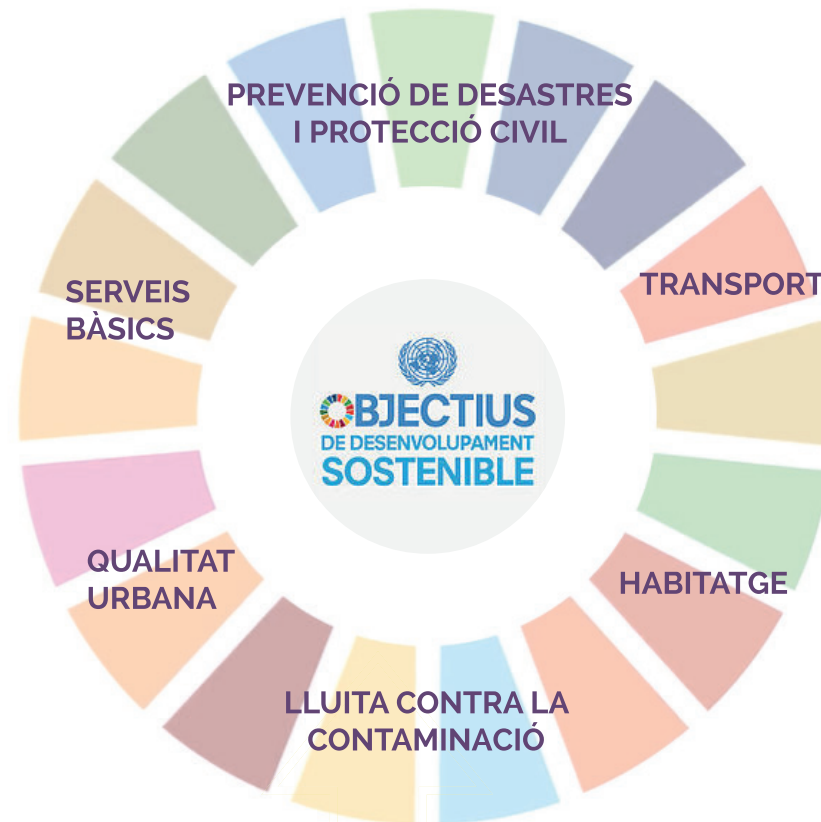 PREVENCIÓ DE DESASTRES
I PROTECCIÓ CIVIL
SERVEIS
BÀSICS
TRANSPORT
OBJECTIUS
DE DESENVOLUPAMENT
SOSTENIBLE
QUALITAT
URBANA
HABITATGE
LLUITA CONTRA LA
CONTAMINACIÓ